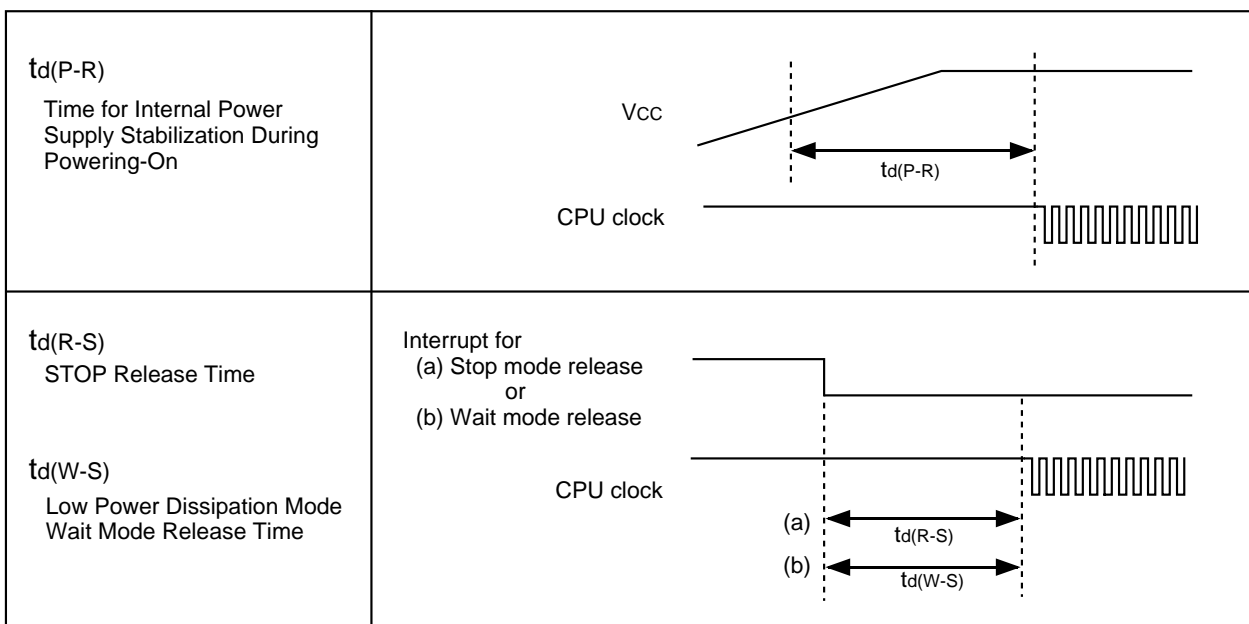 td(P-R)
Time for Internal Power
Supply Stabilization During
Powering-On
VCC
td(P-R)
CPU clock
td(R-S)
STOP Release Time
td(W-S)
Low Power Dissipation Mode
Wait Mode Release Time
Interrupt for
(a) Stop mode release
or
(b) Wait mode release
CPU clock
(a)
td(R-S)
(b)
td(W-S)